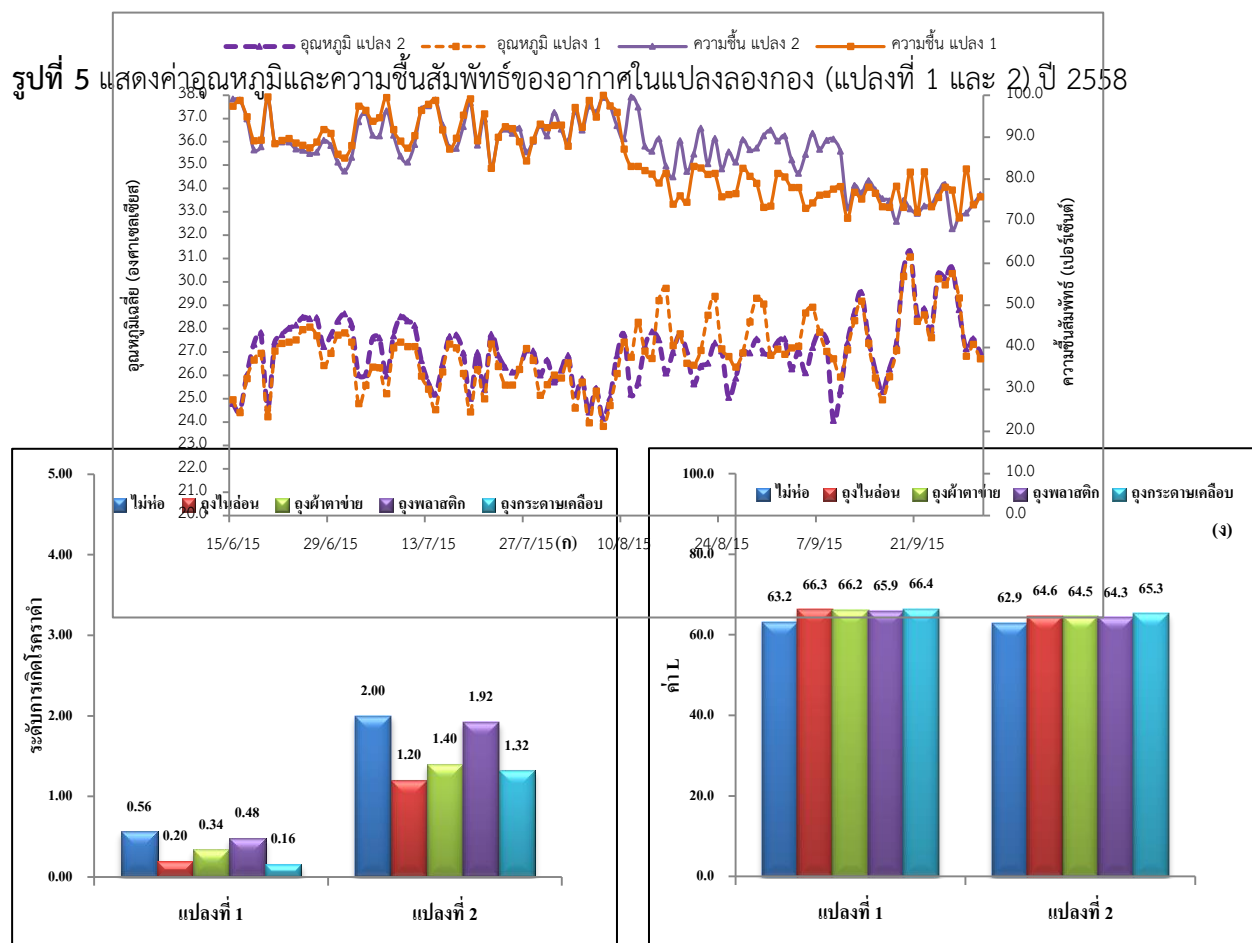 อุณหภูมิ แปลง 2 อุณหภูมิ แปลง 1 ความชื้น แปลง 2 ความชื้น แปลง 1
รูปที่ 5 แสดงค่าอุณหภูมิและความชื้นสัมพัทธ์ของอากาศในแปลงลองกอง (แปลงที่ 1 และ 2) ปี 2558
อุณหภูมิเฉลี่ย (องศาเซลเซียส)
38.0
37.0
36.0
35.0
34.0
33.0
32.0
31.0
30.0
29.0
28.0
27.0
26.0
25.0
24.0
23.0
22.0
21.0
20.0
ความชื้นสัมพัทธ์ (เปอร์เซ็นต์)
100.0
90.0
80.0
70.0
60.0
50.0
40.0
30.0
20.0
10.0
0.0
15/6/15 29/6/15 13/7/15 27/7/15 10/8/15 24/8/15 7/9/15 21/9/15
ไม่ห่อ ถุงไนล่อน ถุงผ้าตาข่าย ถุงพลาสติก ถุงกระดาษเคลือบ
(ก)
ระดับการเกิดโรคราดำ
5.00
4.00
3.00
2.00
1.00
0.00
0.56 0.20 0.34 0.48 0.16
2.00 1.20 1.40 1.92 1.32
แปลงที่ 1 แปลงที่ 2
ไม่ห่อ ถุงไนล่อน ถุงผ้าตาข่าย ถุงพลาสติก ถุงกระดาษเคลือบ
(ง)
ค่า L
100.0
80.0
60.0
40.0
20.0
0.0
63.2 66.3 66.2 65.9 66.4
62.9 64.6 64.5 64.3 65.3
แปลงที่ 1 แปลงที่ 2